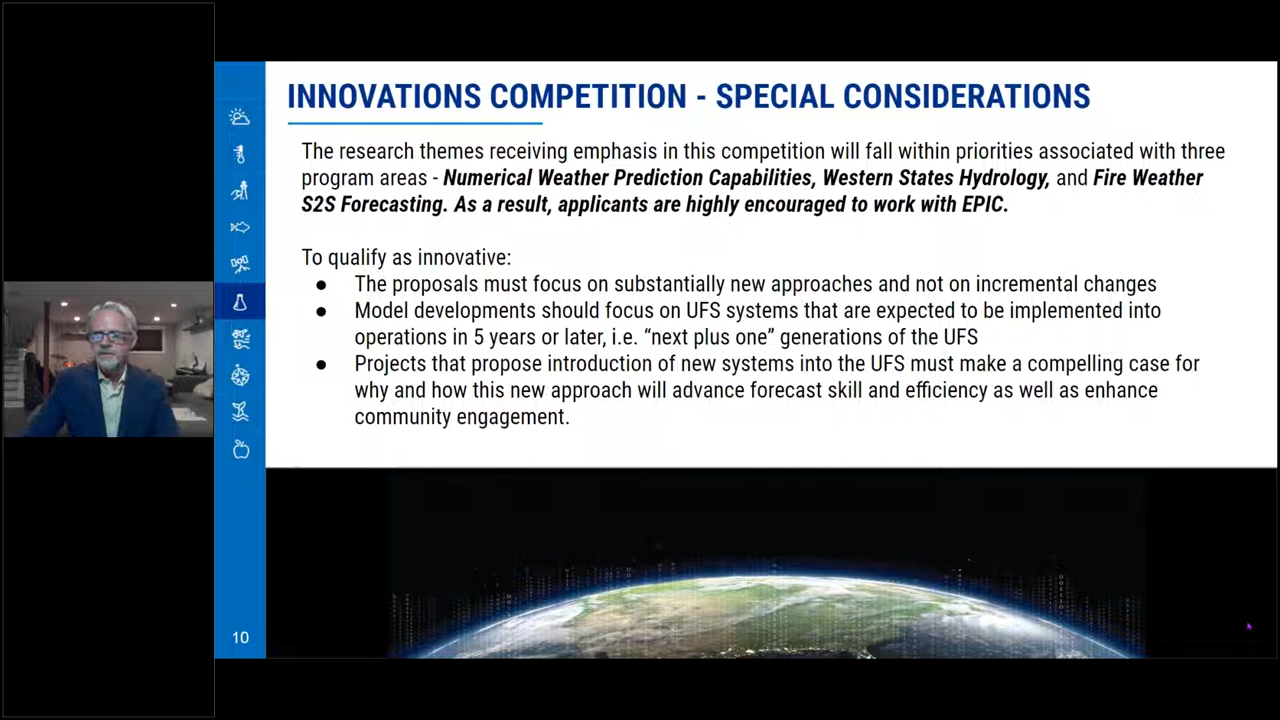 INNOVATIONS COMPETITION - SPECIAL CONSIDERATIONS
The research themes receiving emphasis in this competition will fall within priorities associated with three
program areas - Numerical Weather Prediction Capabilities, Western States Hydrology, and Fire Weather
S2S Forecasting. As a result, applicants are highly encouraged to work with EPIC.
To qualify as innovative:
● The proposals must focus on substantially new approaches and not on incremental changes
● Model developments should focus on UFS systems that are expected to be implemented into
operations in 5 years or later, i.e. “next plus one” generations of the UFS
● Projects that propose introduction of new systems into the UFS must make a compelling case for
why and how this new approach will advance forecast skill and efficiency as well as enhance
community engagement.
10